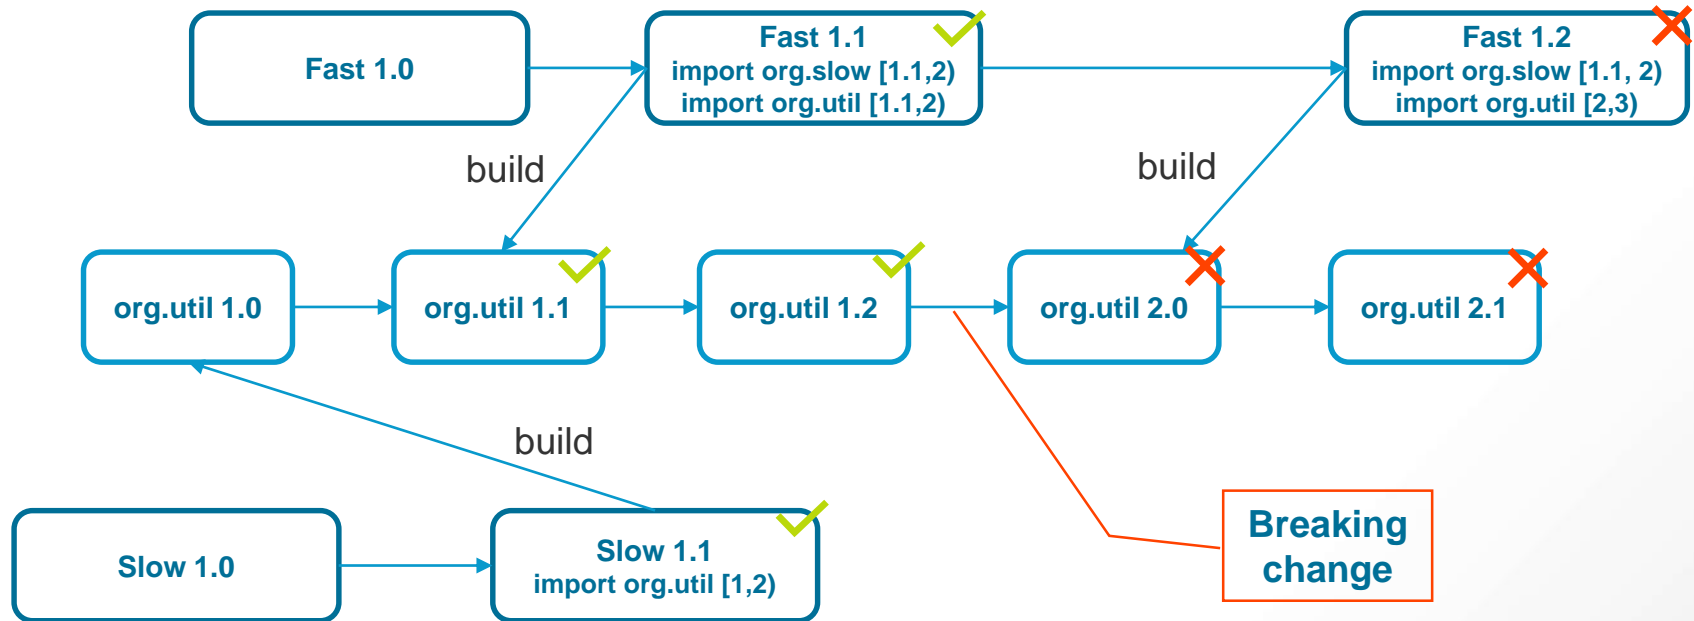 Fast 1.0
Fast 1.1
import org.slow [1.1,2)
import org.util [1.1,2)
Fast 1.2
import org.slow [1.1, 2)
import org.util [2,3)
build
build
org.util 1.0
org.util 1.1
org.util 1.2
org.util 2.0
org.util 2.1
build
Slow 1.0
Slow 1.1
import org.util [1,2)
Breaking
change